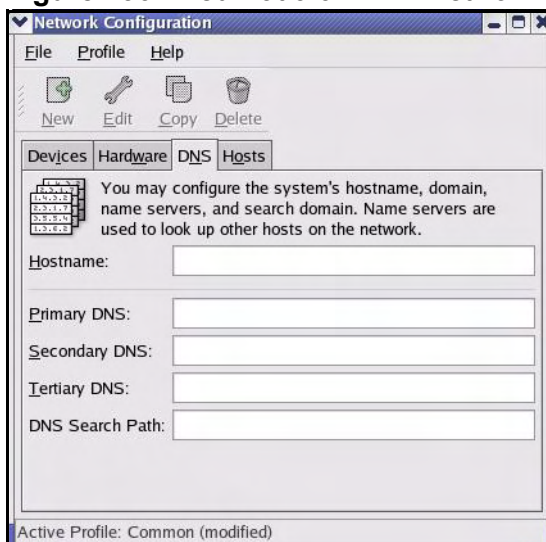 Network Configuration
File Profile Help
New Edit Copy Delete
Devices Hardware DNS Hosts
You may configure the system's hostname, domain,
name servers, and search domain. Name servers are
used to look up other hosts on the network.
Hostname:
Primary DNS:
Secondary DNS:
Tertiary DNS:
DNS Search Path:
Active Profile: Common (modified)